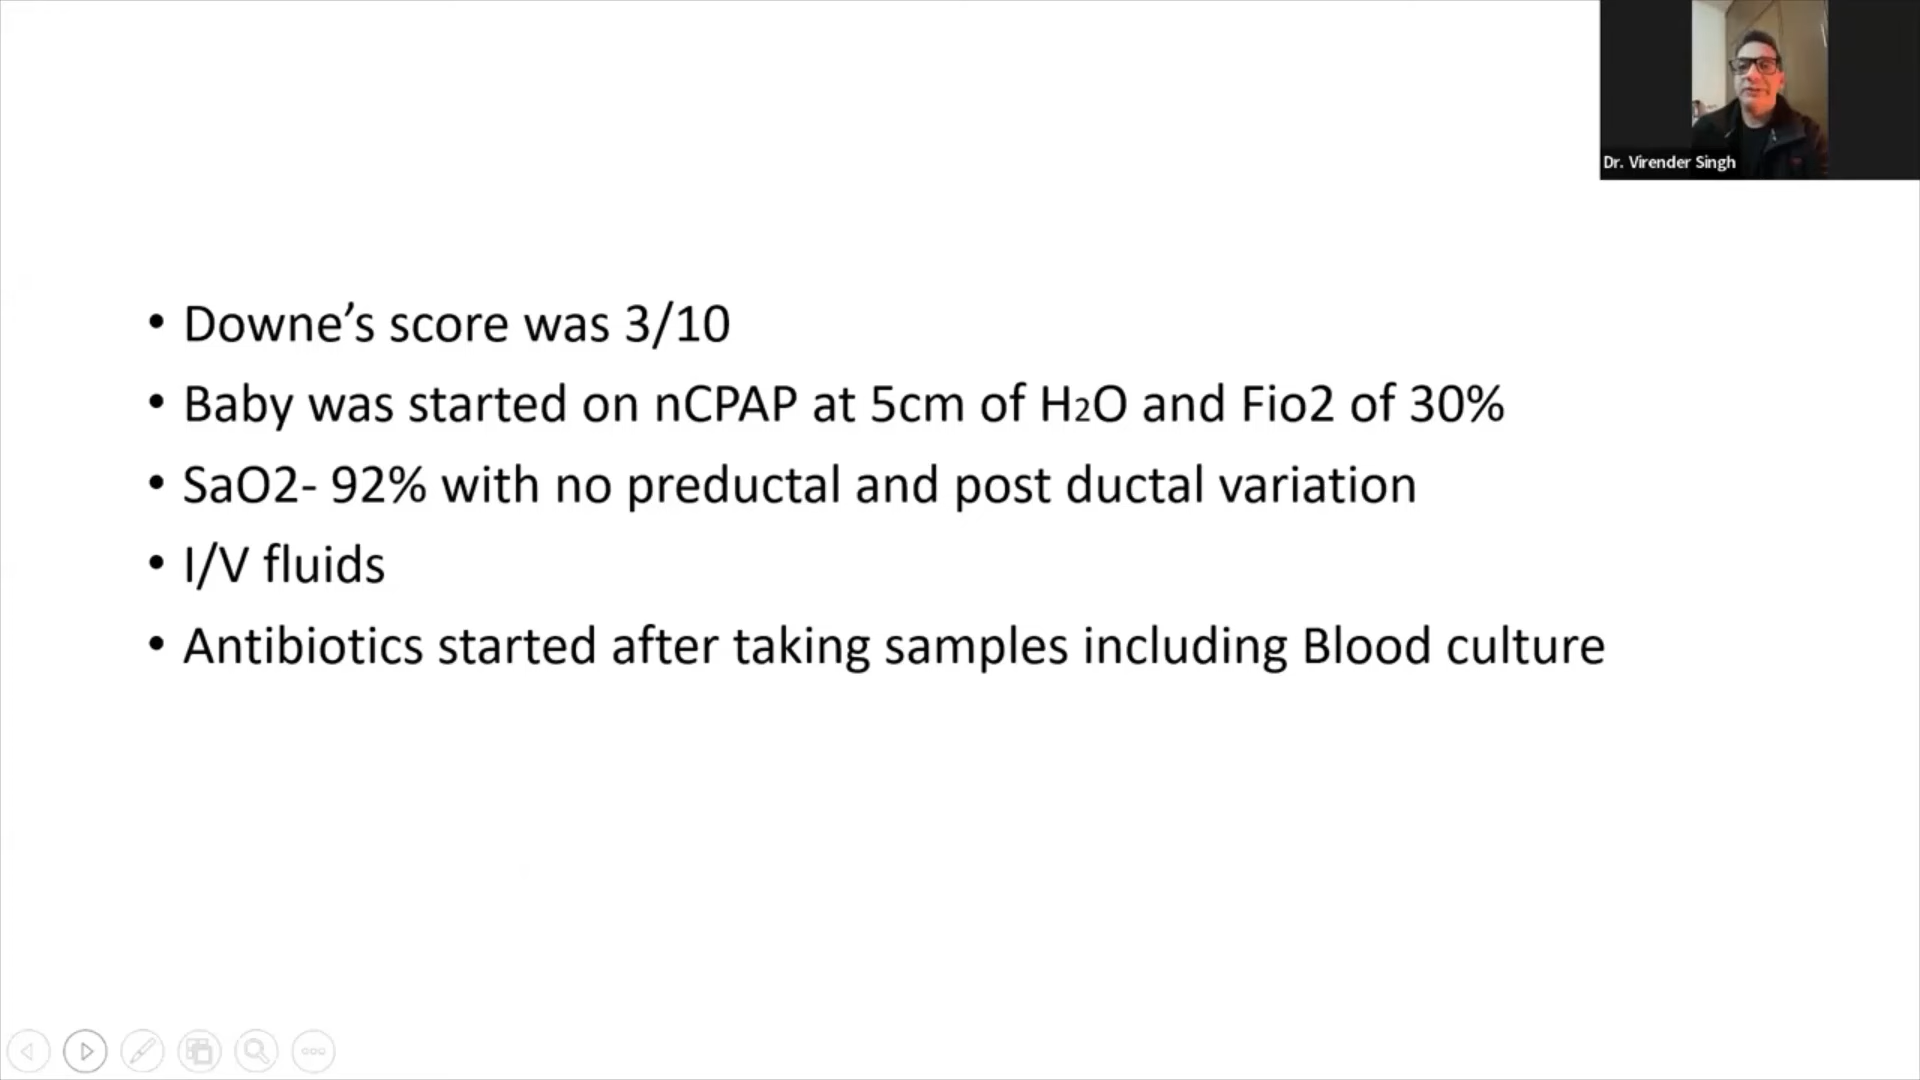 Dr. Virender Singh
• Downe’s score was 3/10
• Baby was started on nCPAP at 5cm of H₂O and Fio2 of 30%
• SaO2- 92% with no preductal and post ductal variation
• I/V fluids
• Antibiotics started after taking samples including Blood culture